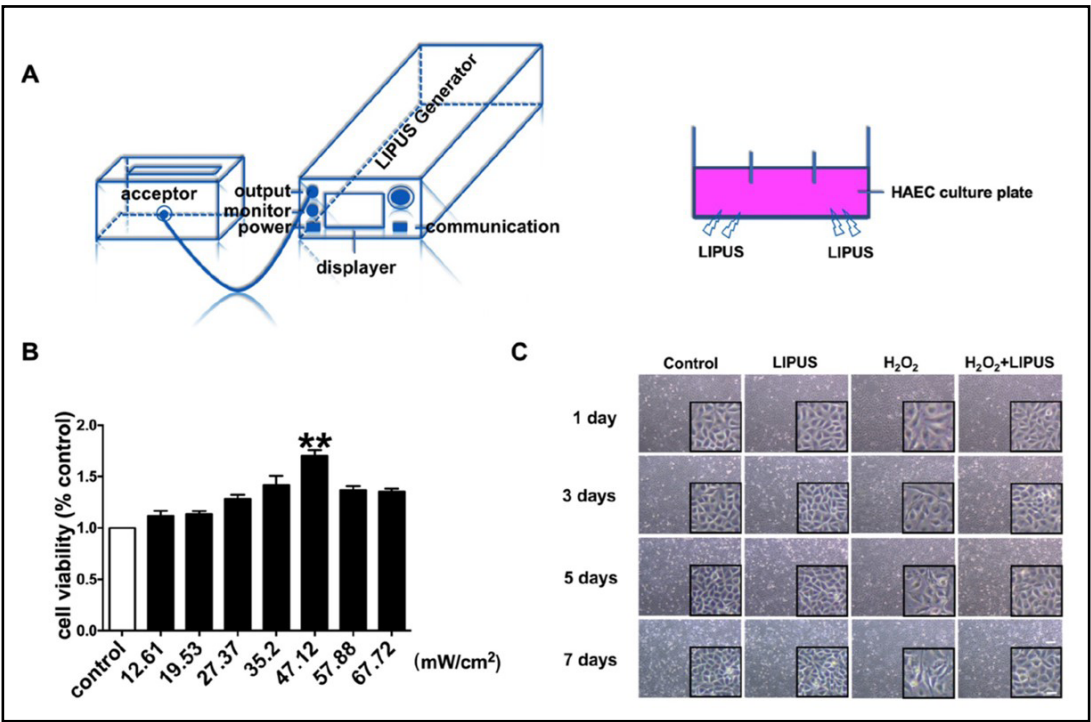 A
LIPUS Generator
acceptor
output
monitor
power
communication
displayer
HAEC culture plate
LIPUS LIPUS
B
cell viability (% control)
2.0
1.5
1.0
0.5
0.0
**
control 12.61 19.53 27.37 35.2 47.12 57.88 67.72 (mW/cm²)
C
Control LIPUS H₂O₂ H₂O₂+LIPUS
1 day
3 days
5 days
7 days